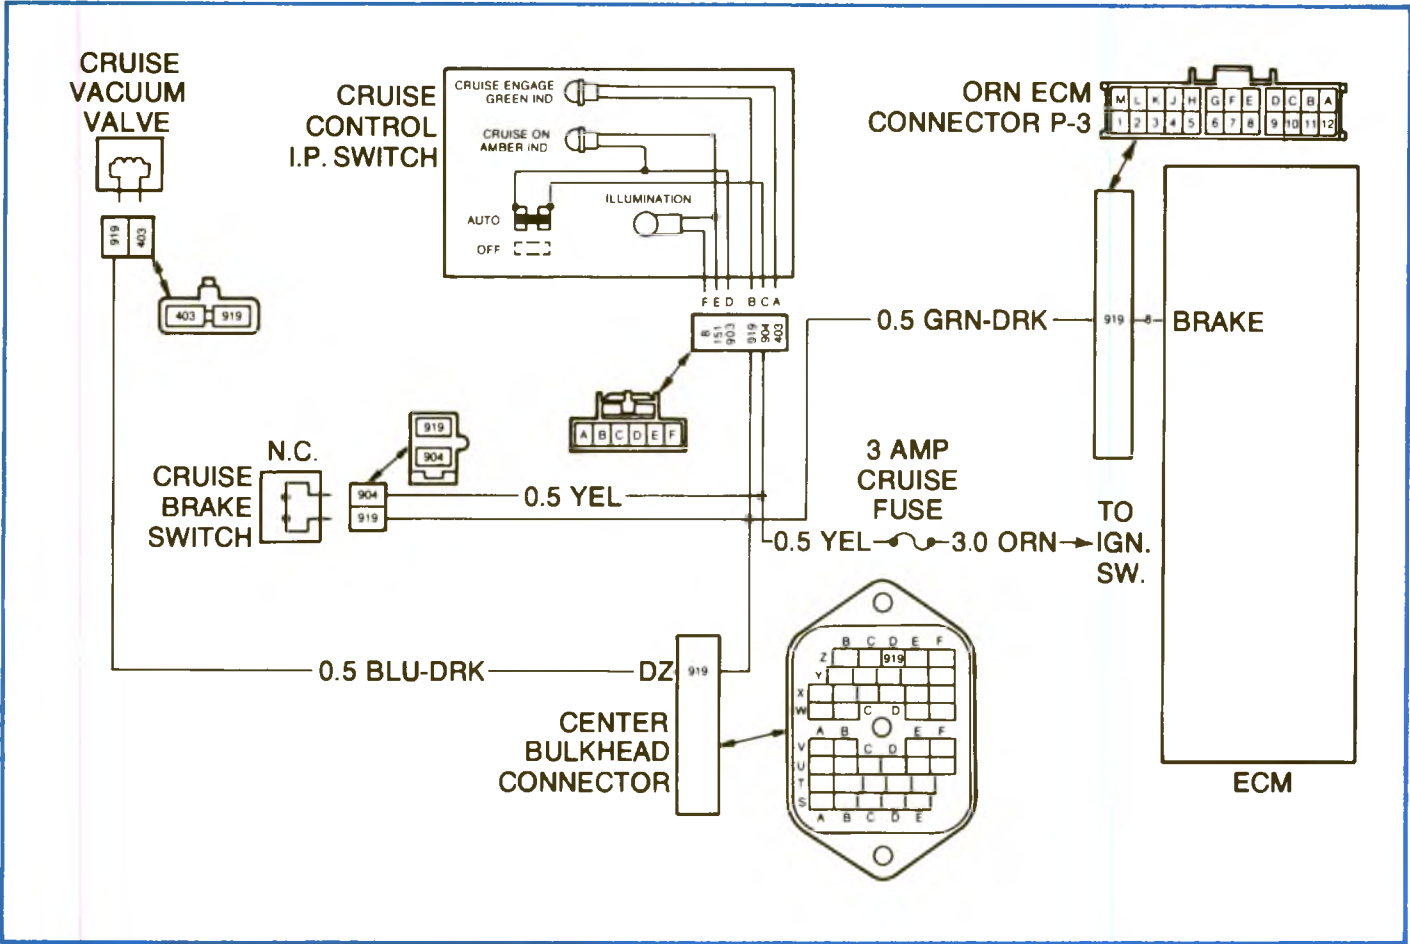 CRUISE
VACUUM
VALVE
919 403
403 919
CRUISE
CONTROL
I.P. SWITCH
CRUISE ENGAGE
GREEN IND
CRUISE ON
AMBER IND
ILLUMINATION
AUTO
OFF
F E D B C A
8 151 903 919 904 403
A B C D E F
ORN ECM
CONNECTOR P-3
M L K J H G F E D C B A
1 2 3 4 5 6 7 8 9 10 11 12
0.5 GRN-DRK
919
8
BRAKE
N.C.
CRUISE
BRAKE
SWITCH
919
904
904
919
0.5 YEL
3 AMP
CRUISE
FUSE
0.5 YEL
3.0 ORN
TO
IGN.
SW.
0.5 BLU-DRK
DZ
919
CENTER
BULKHEAD
CONNECTOR
B C D E F
Z 919
Y
X
W C D
A B E F
V C D
U
T
S
A B C D E
ECM